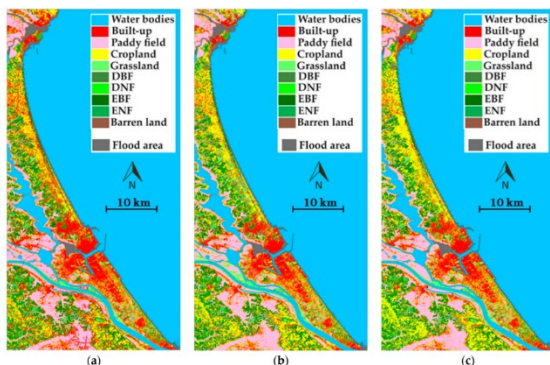 Water bodies
Built-up
Paddy field
Cropland
Grassland
DBF
DNF
EBF
ENF
Barren land
Flood area
N
10 km
(a)
Water bodies
Built-up
Paddy field
Cropland
Grassland
DBF
DNF
EBF
ENF
Barren land
Flood area
N
10 km
(b)
Water bodies
Built-up
Paddy field
Cropland
Grassland
DBF
DNF
EBF
ENF
Barren land
Flood area
N
10 km
(c)